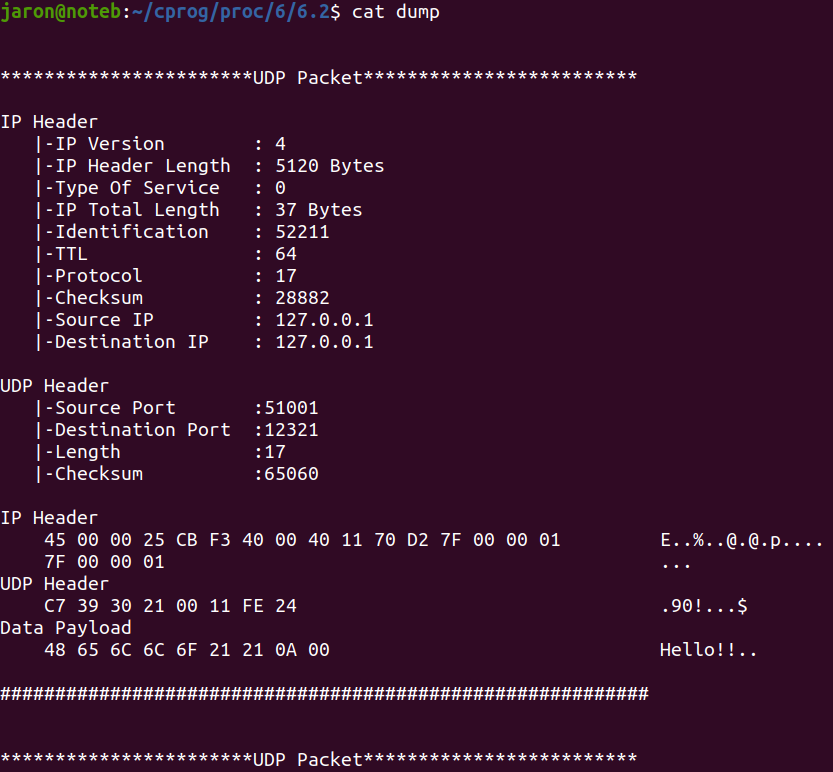 jaron@noteb:~/cprog/proc/6/6.2$ cat dump
***********************UDP Packet*************************
IP Header
   |-IP Version        : 4
   |-IP Header Length  : 5120 Bytes
   |-Type Of Service   : 0
   |-IP Total Length   : 37 Bytes
   |-Identification    : 52211
   |-TTL               : 64
   |-Protocol          : 17
   |-Checksum          : 28882
   |-Source IP         : 127.0.0.1
   |-Destination IP    : 127.0.0.1
UDP Header
   |-Source Port       :51001
   |-Destination Port  :12321
   |-Length            :17
   |-Checksum          :65060
IP Header
    45 00 00 25 CB F3 40 00 40 11 70 D2 7F 00 00 01         E..%..@.@.p....
    7F 00 00 01                                             ...
UDP Header
    C7 39 30 21 00 11 FE 24                                 .90!...$
Data Payload
    48 65 6C 6C 6F 21 21 0A 00                              Hello!!..
###########################################################
***********************UDP Packet*************************